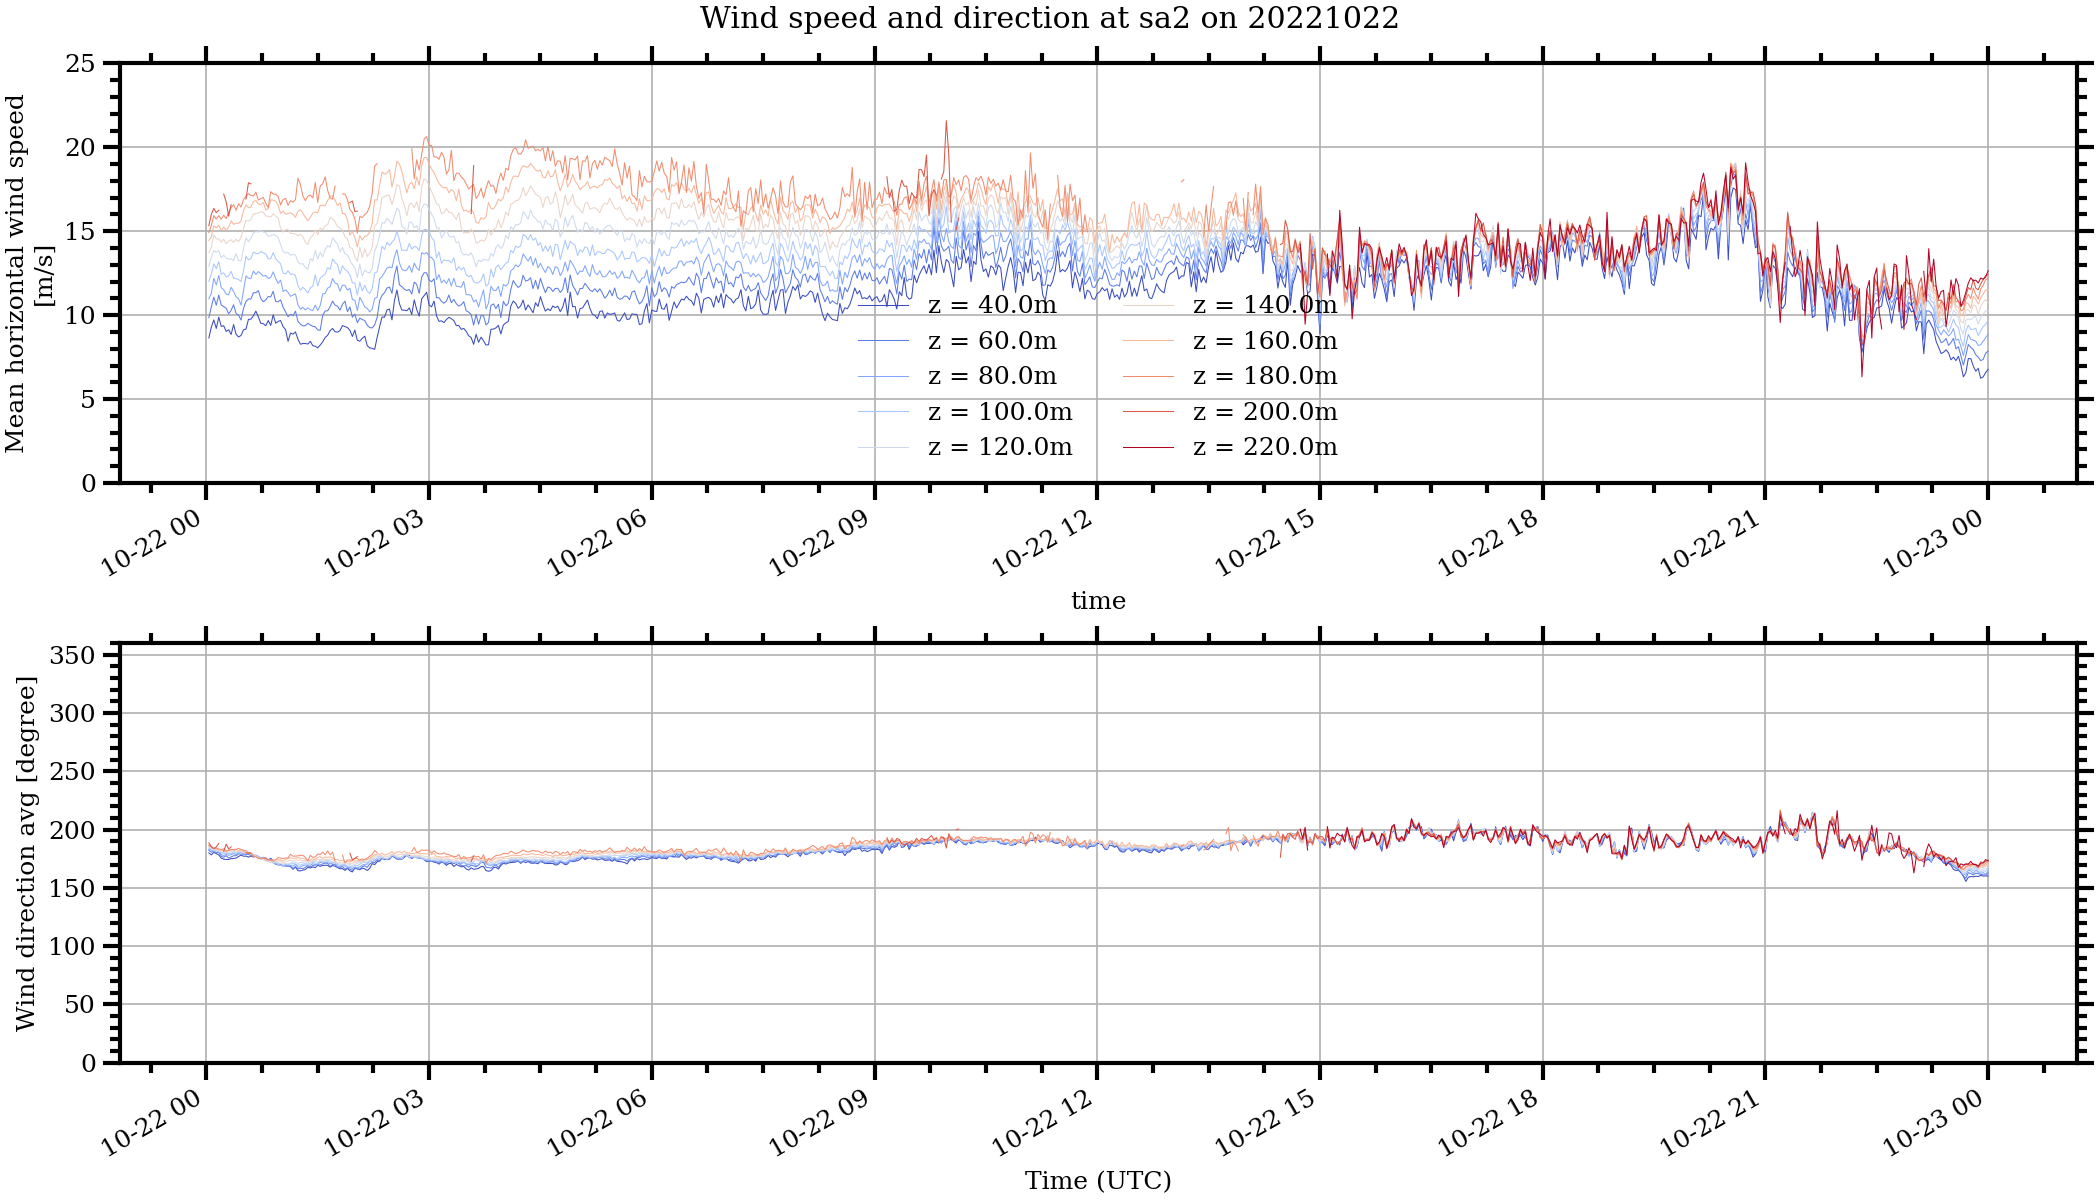 Wind speed and direction at sa2 on 20221022
Mean horizontal wind speed
[m/s]
25
20
15
10
5
0
z = 40.0m
z = 60.0m
z = 80.0m
z = 100.0m
z = 120.0m
z = 140.0m
z = 160.0m
z = 180.0m
z = 200.0m
z = 220.0m
10-22 00
10-22 03
10-22 06
10-22 09
10-22 12
10-22 15
10-22 18
10-22 21
10-23 00
time
Wind direction avg [degree]
350
300
250
200
150
100
50
0
10-22 00
10-22 03
10-22 06
10-22 09
10-22 12
10-22 15
10-22 18
10-22 21
10-23 00
Time (UTC)